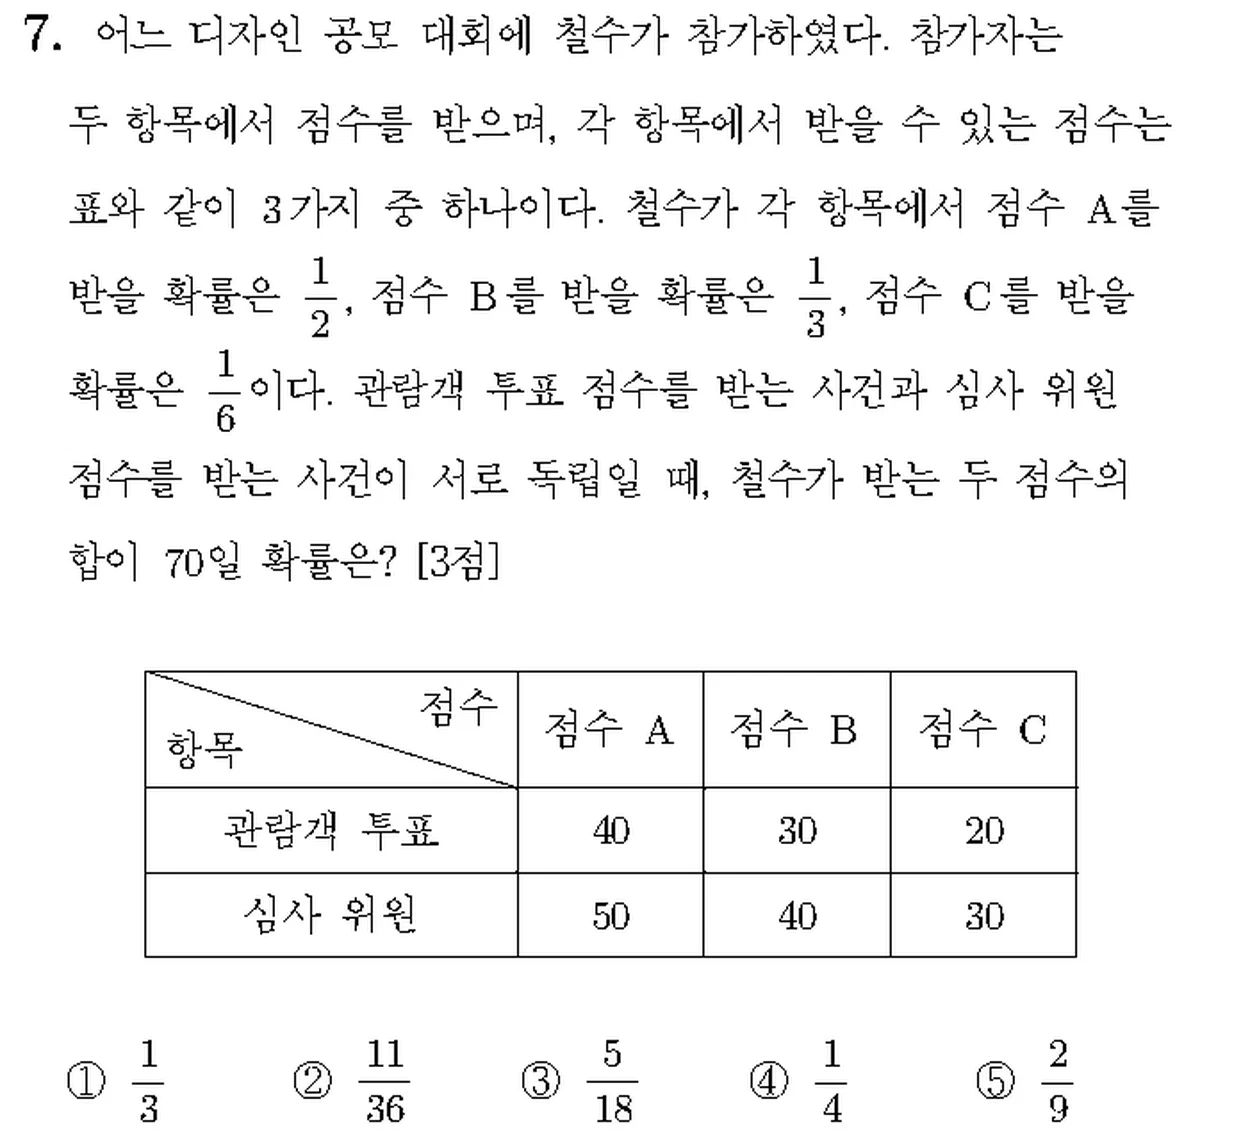 7. 어느 디자인 공모 대회에 철수가 참가하였다. 참가자는
두 항목에서 점수를 받으며, 각 항목에서 받을 수 있는 점수는
표와 같이 3가지 중 하나이다. 철수가 각 항목에서 점수 A를
받을 확률은 1/2, 점수 B를 받을 확률은 1/3, 점수 C를 받을
확률은 1/6이다. 관람객 투표 점수를 받는 사건과 심사 위원
점수를 받는 사건이 서로 독립일 때, 철수가 받는 두 점수의
합이 70일 확률은? [3점]
점수
항목
점수 A 점수 B 점수 C
관람객 투표 40 30 20
심사 위원 50 40 30
① 1/3 ② 11/36 ③ 5/18 ④ 1/4 ⑤ 2/9